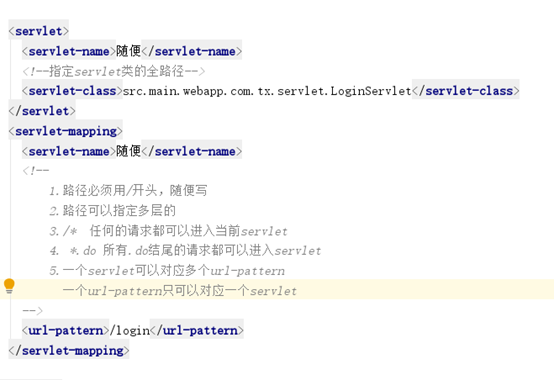 <servlet>
<servlet-name>随便</servlet-name>
<!--指定servlet类的全路径-->
<servlet-class>src.main.webapp.com.tx.servlet.LoginServlet</servlet-class>
</servlet>
<servlet-mapping>
<servlet-name>随便</servlet-name>
<!--
1.路径必须用/开头，随便写
2.路径可以指定多层的
3./* 任何的请求都可以进入当前servlet
4. *.do 所有.do结尾的请求都可以进入servlet
5.一个servlet可以对应多个url-pattern
一个url-pattern只可以对应一个servlet
-->
<url-pattern>/login</url-pattern>
</servlet-mapping>